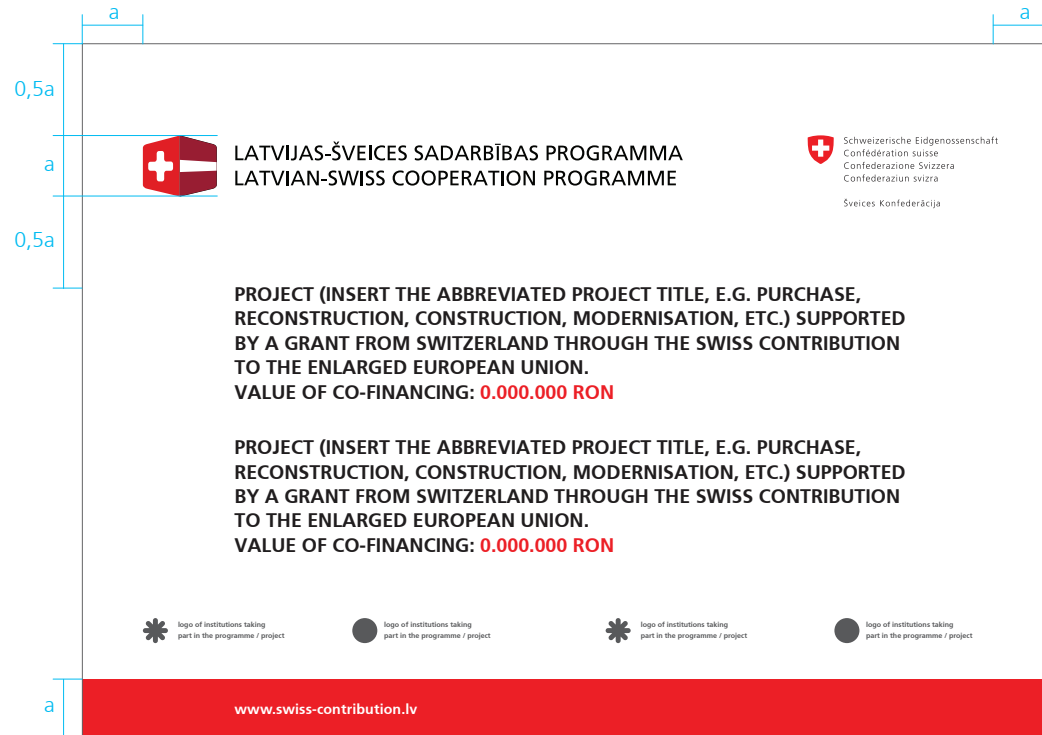 a
a
0,5a
a
0,5a
LATVIJAS-ŠVEICES SADARBĪBAS PROGRAMMA
LATVIAN-SWISS COOPERATION PROGRAMME
Schweizerische Eidgenossenschaft
Confédération suisse
Confederazione Svizzera
Confederaziun svizra
Šveices Konfederācija
PROJECT (INSERT THE ABBREVIATED PROJECT TITLE, E.G. PURCHASE,
RECONSTRUCTION, CONSTRUCTION, MODERNISATION, ETC.) SUPPORTED
BY A GRANT FROM SWITZERLAND THROUGH THE SWISS CONTRIBUTION
TO THE ENLARGED EUROPEAN UNION.
VALUE OF CO-FINANCING: 0.000.000 RON
PROJECT (INSERT THE ABBREVIATED PROJECT TITLE, E.G. PURCHASE,
RECONSTRUCTION, CONSTRUCTION, MODERNISATION, ETC.) SUPPORTED
BY A GRANT FROM SWITZERLAND THROUGH THE SWISS CONTRIBUTION
TO THE ENLARGED EUROPEAN UNION.
VALUE OF CO-FINANCING: 0.000.000 RON
logo of institutions taking
part in the programme / project
logo of institutions taking
part in the programme / project
logo of institutions taking
part in the programme / project
logo of institutions taking
part in the programme / project
a
www.swiss-contribution.lv